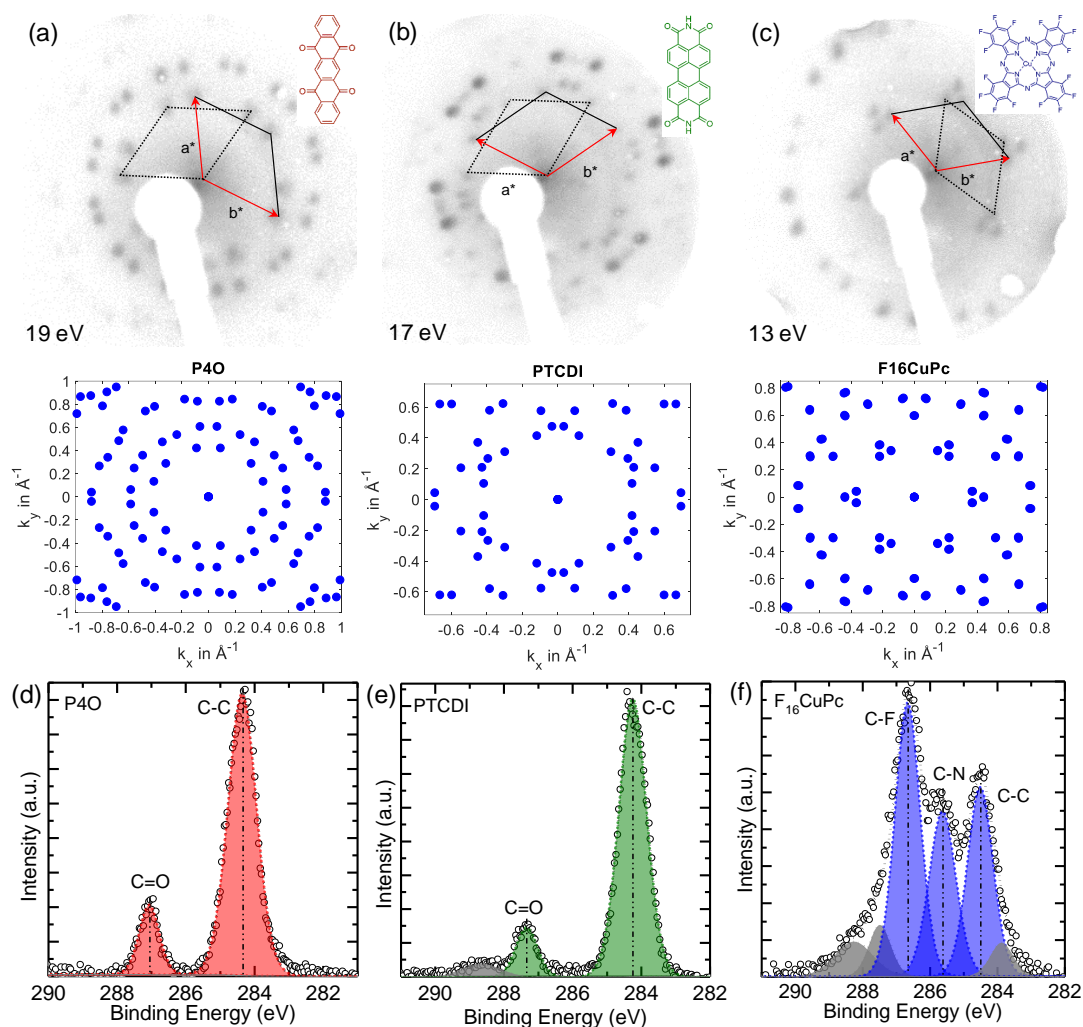 (a)
a*
b*
19 eV
(b)
a*
b*
17 eV
(c)
a*
b*
13 eV
O
O
O
O
O
H
N
O
O
N
H
O
F
F
F
F
F
F
F
F
N
N
N
N
N
Cu
N
N
N
F
F
F
F
F
F
F
F
P4O
k_y in Å⁻¹
1
0.8
0.6
0.4
0.2
0
-0.2
-0.4
-0.6
-0.8
-1
-1 -0.8 -0.6 -0.4 -0.2 0 0.2 0.4 0.6 0.8 1
k_x in Å⁻¹
PTCDI
k_y in Å⁻¹
0.6
0.4
0.2
0
-0.2
-0.4
-0.6
-0.6 -0.4 -0.2 0 0.2 0.4 0.6
k_x in Å⁻¹
F16CuPc
k_y in Å⁻¹
0.8
0.6
0.4
0.2
0
-0.2
-0.4
-0.6
-0.8
-0.8 -0.6 -0.4 -0.2 0 0.2 0.4 0.6 0.8
k_x in Å⁻¹
(d)
P4O
C-C
C=O
Intensity (a.u.)
290 288 286 284 282
Binding Energy (eV)
(e)
PTCDI
C-C
C=O
Intensity (a.u.)
290 288 286 284 282
Binding Energy (eV)
(f)
F₁₆CuPc
C-F
C-N
C-C
Intensity (a.u.)
290 288 286 284 282
Binding Energy (eV)